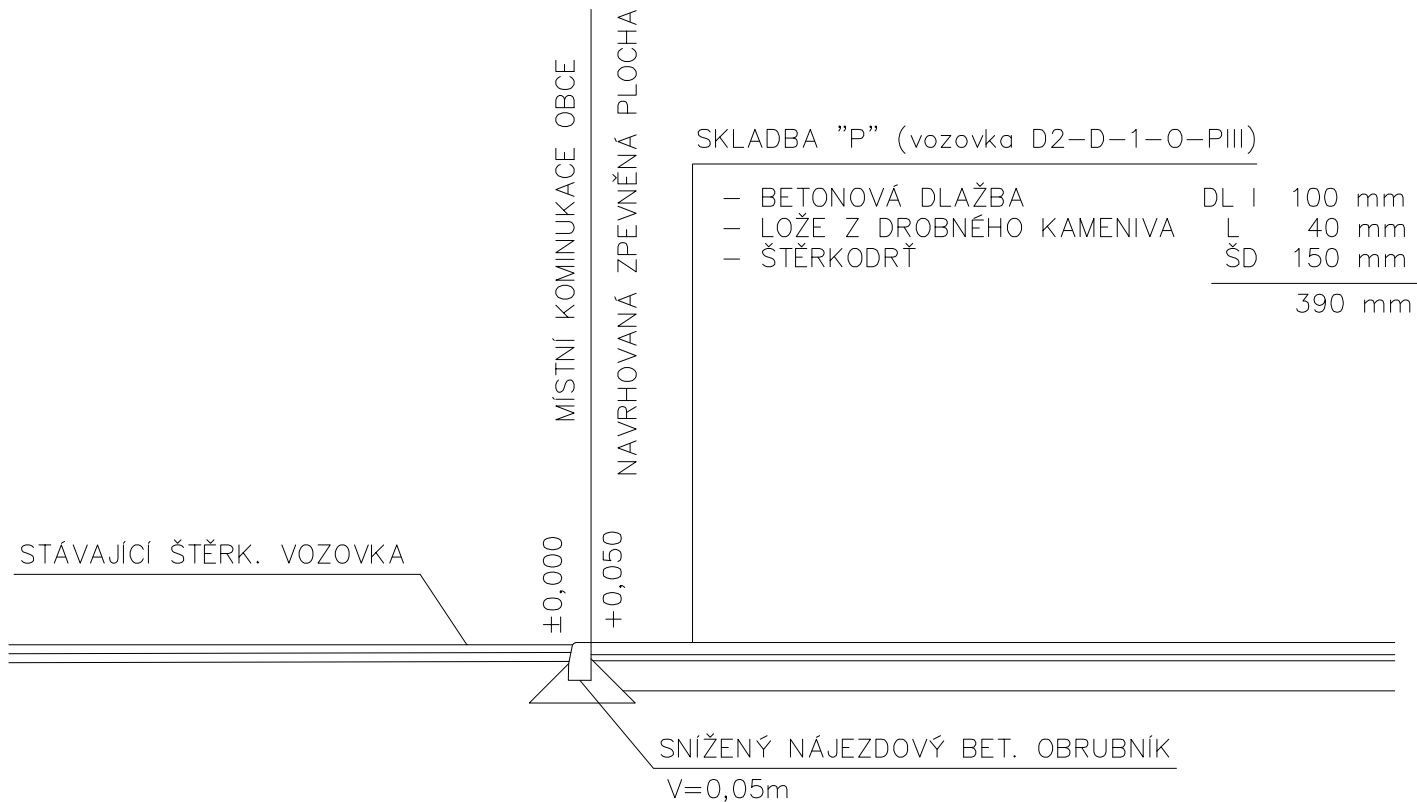 MÍSTNÍ KOMINUKACE OBCE
NAVRHOVANÁ ZPEVNĚNÁ PLOCHA
SKLADBA "P" (vozovka D2-D-1-O-PIII)
- BETONOVÁ DLAŽBA DL I 100 mm
- LOŽE Z DROBNÉHO KAMENIVA L 40 mm
- ŠTĚRKODRŤ ŠD 150 mm
390 mm
STÁVAJÍCÍ ŠTĚRK. VOZOVKA
±0,000
+0,050
SNÍŽENÝ NÁJEZDOVÝ BET. OBRUBNÍK
V=0,05m